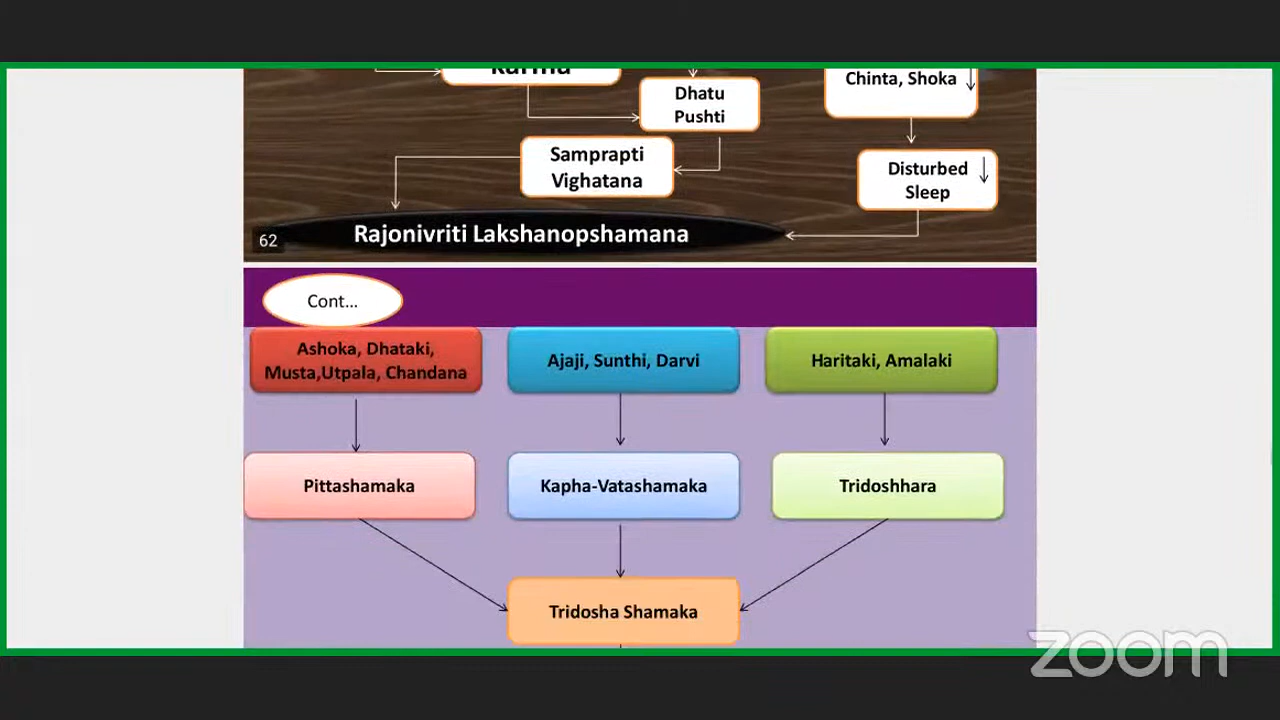 Karma
Chinta, Shoka
Dhatu
Pushti
Samprapti
Vighatana
Disturbed
Sleep
Rajonivriti Lakshanopshamana
62
Cont...
Ashoka, Dhataki,
Musta,Utpala, Chandana
Ajaji, Sunthi, Darvi
Haritaki, Amalaki
Pittashamaka
Kapha-Vatashamaka
Tridoshhara
Tridosha Shamaka
zoom